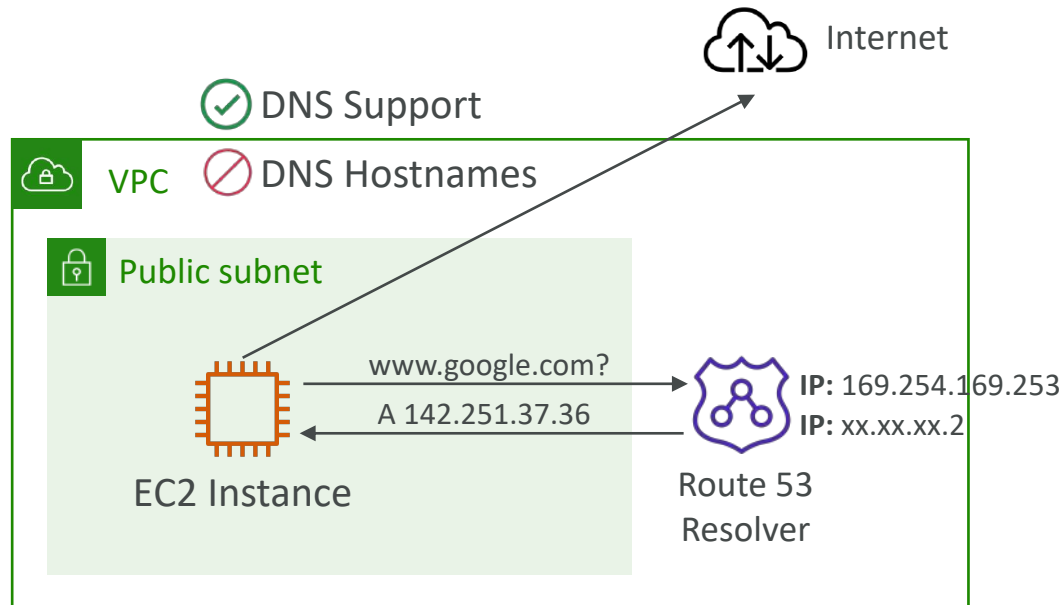 Internet
DNS Support
VPC
DNS Hostnames
Public subnet
www.google.com?
A 142.251.37.36
IP: 169.254.169.253
IP: xx.xx.xx.2
EC2 Instance
Route 53
Resolver